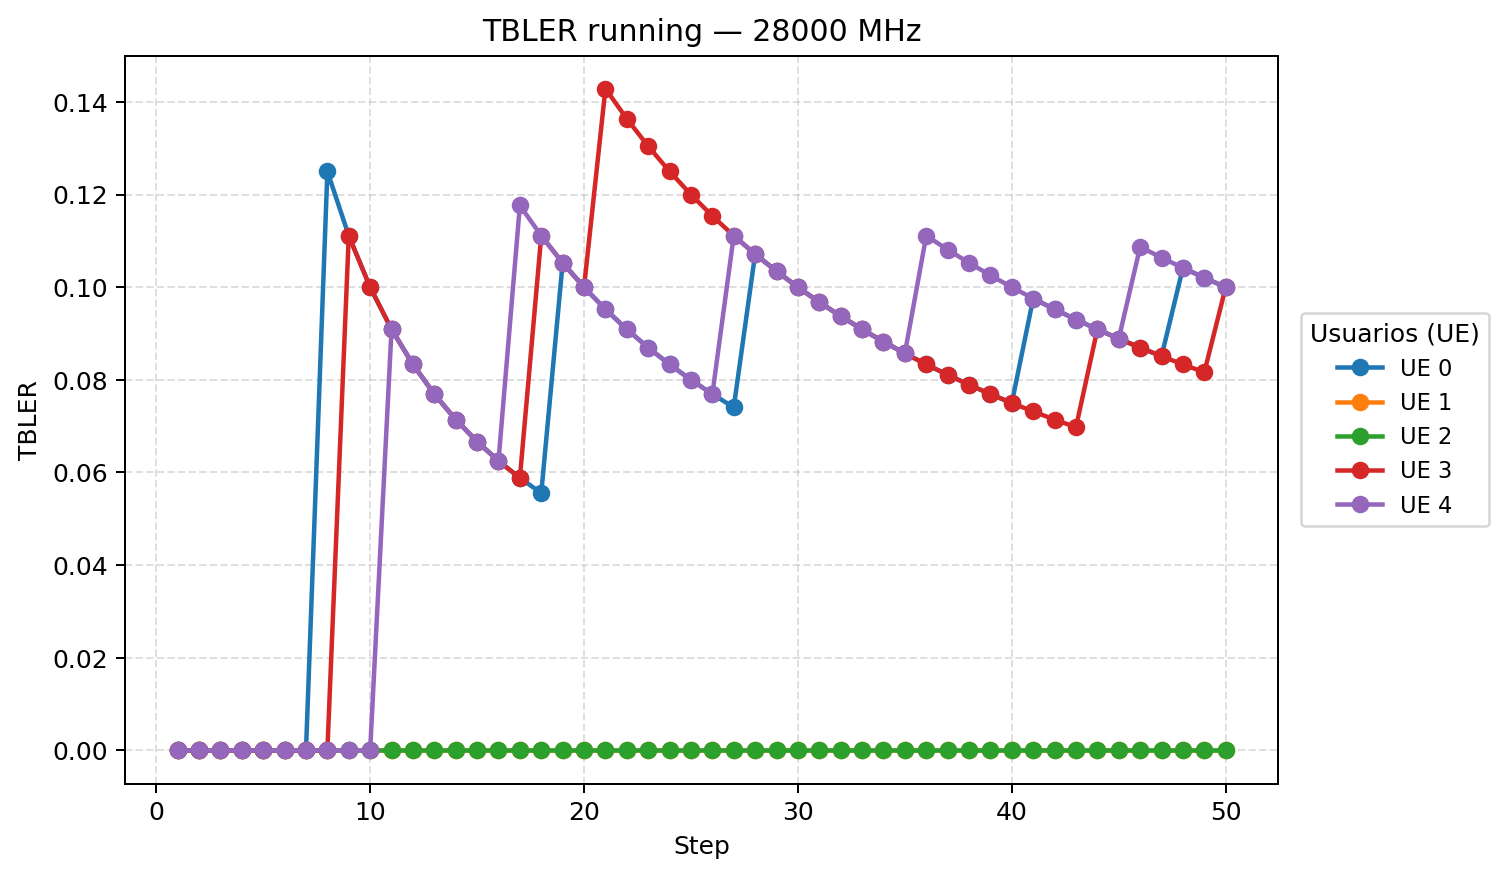 TBLER running — 28000 MHz
TBLER
0.14
0.12
0.10
0.08
0.06
0.04
0.02
0.00
0 10 20 30 40 50
Step
Usuarios (UE)
UE 0
UE 1
UE 2
UE 3
UE 4